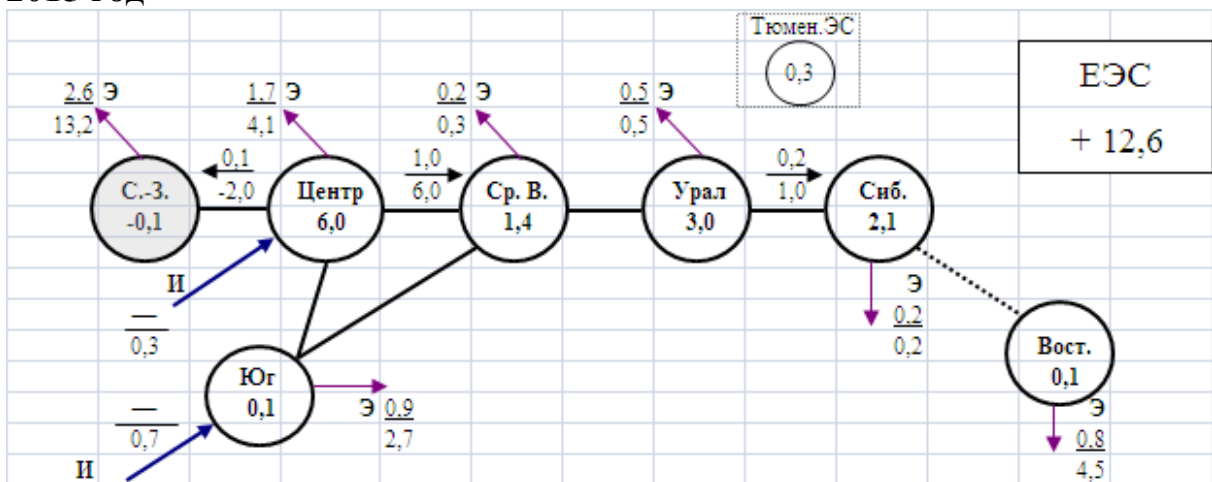 Тюмен.ЭС
0,3
ЕЭС
+ 12,6
2,6 Э
13,2
1,7 Э
4,1
0,2 Э
0,3
0,5 Э
0,5
0,1
-2,0
1,0
6,0
0,2
1,0
С.-З.
-0,1
Центр
6,0
Ср. В.
1,4
Урал
3,0
Сиб.
2,1
И
—
0,3
Э
0,2
0,2
Вост.
0,1
Юг
0,1
Э 0,9
2,7
—
0,7
И
Э
0,8
4,5